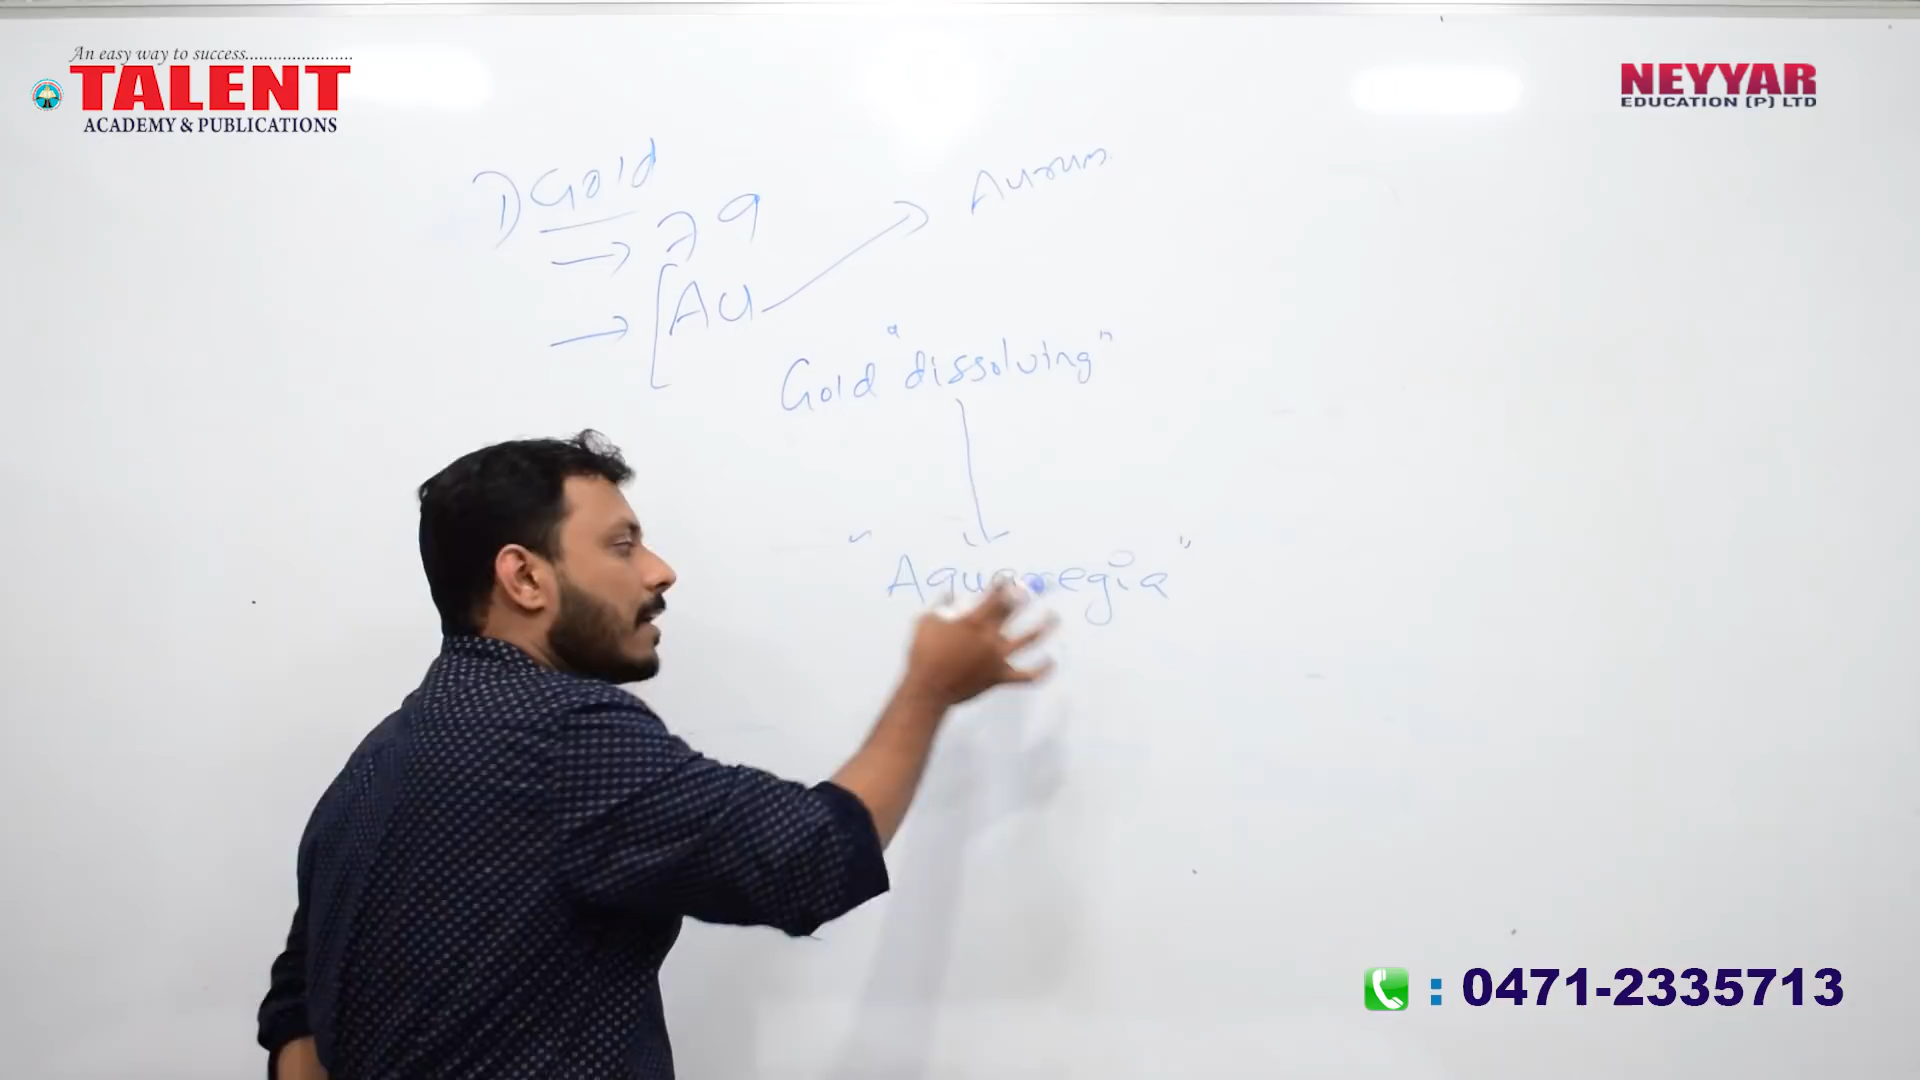 An easy way to success.......................
TALENT
ACADEMY & PUBLICATIONS
NEYYAR
EDUCATION (P) LTD
1) Gold
→ 79
→ [AU → Aurum
Gold "dissolving"
"Aquaregia"
: 0471-2335713